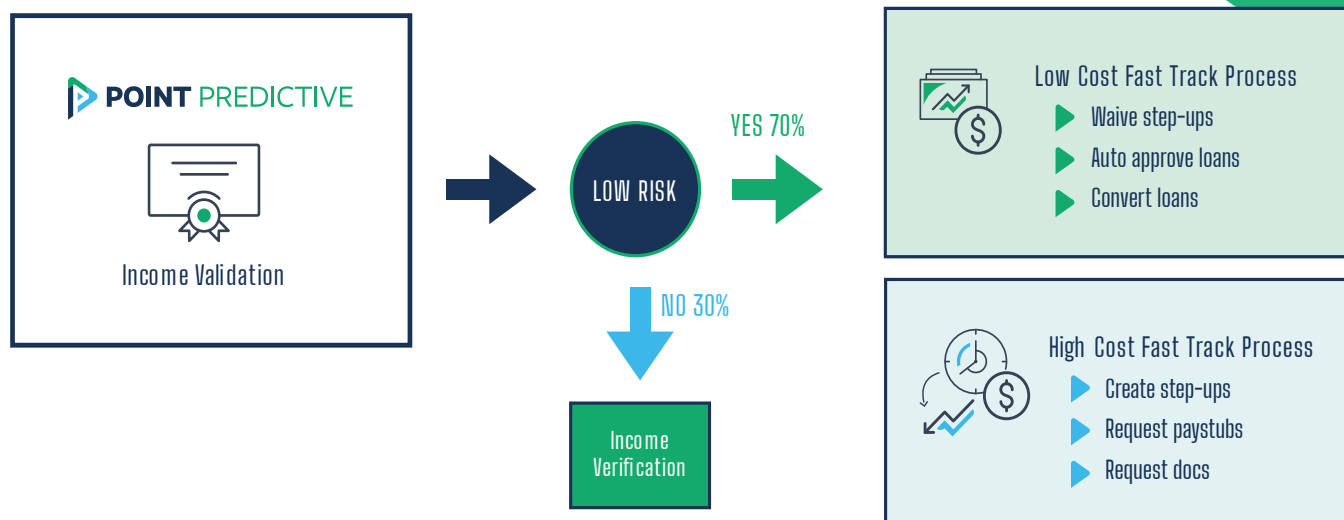 POINT PREDICTIVE
Income Validation
LOW RISK
YES 70%
NO 30%
Income
Verification
Low Cost Fast Track Process
Waive step-ups
Auto approve loans
Convert loans
High Cost Fast Track Process
Create step-ups
Request paystubs
Request docs